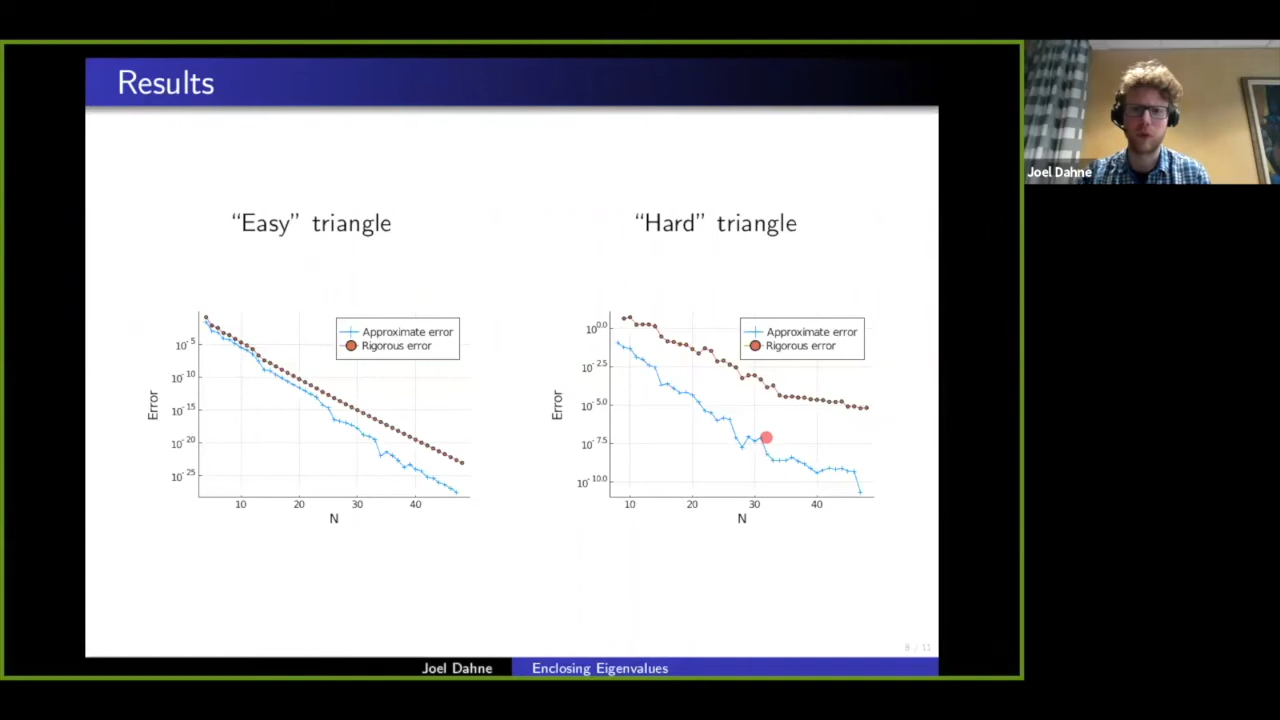 Results
Joel Dahne
"Easy" triangle
"Hard" triangle
Approximate error
Rigorous error
10^-5
10^-10
10^-15
10^-20
10^-25
Error
10
20
30
40
N
Approximate error
Rigorous error
10^0.0
10^-2.5
10^-5.0
10^-7.5
10^-10.0
Error
10
20
30
40
N
8 / 11
Joel Dahne
Enclosing Eigenvalues